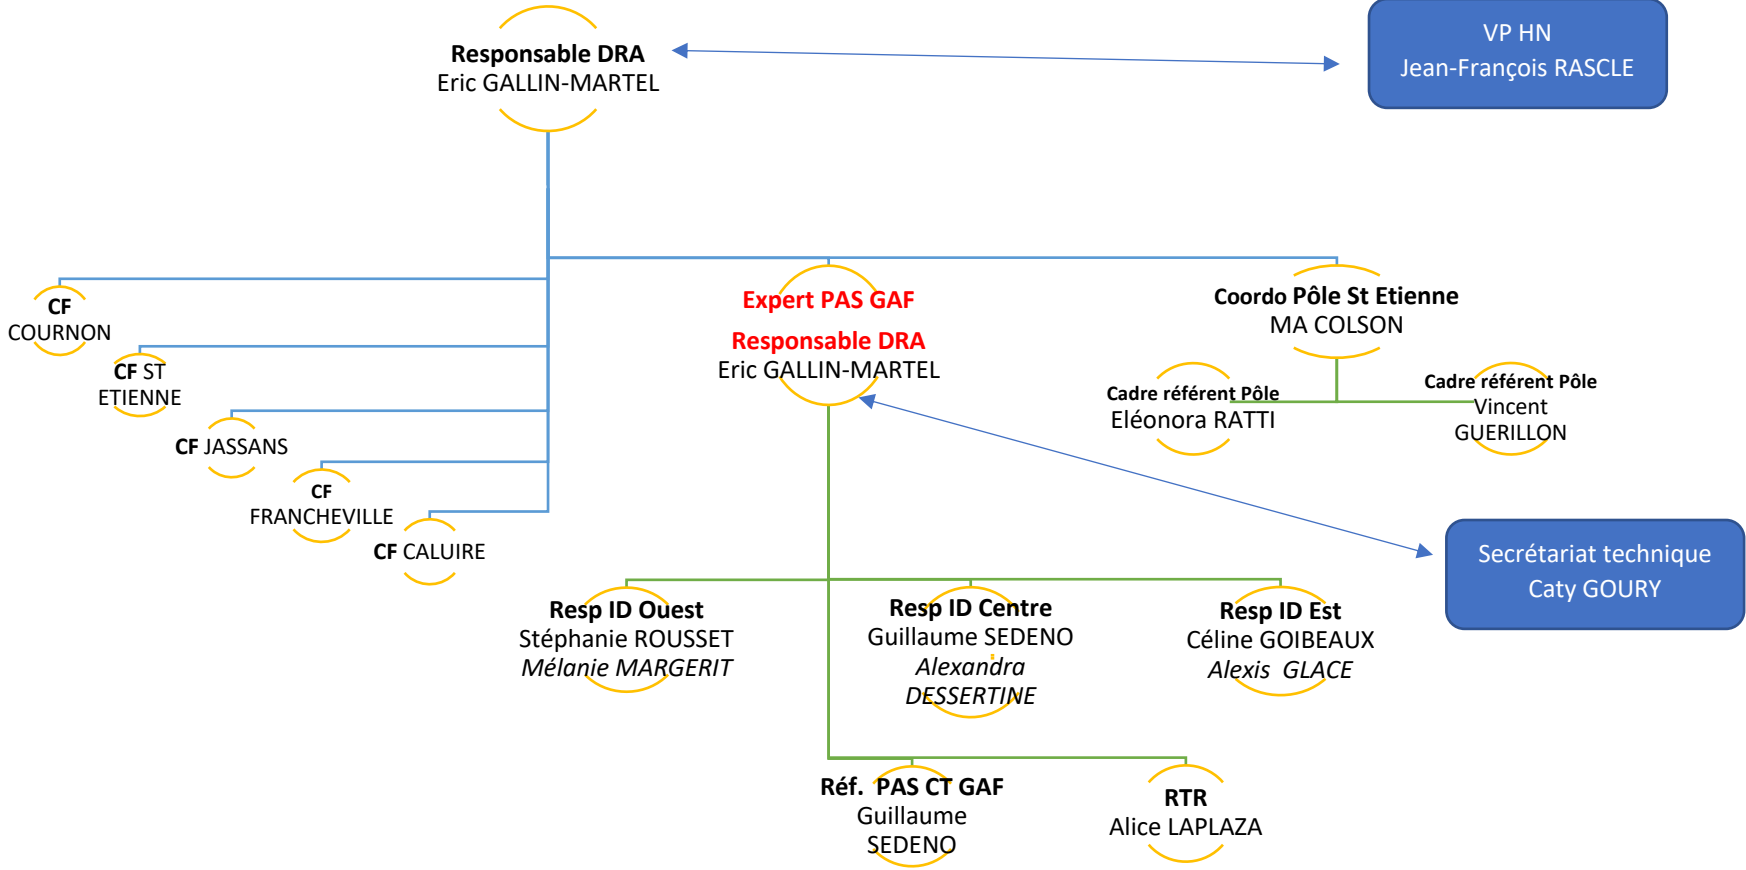 Responsable DRA
Eric GALLIN-MARTEL
VP HN
Jean-François RASCLE
CF
COURNON
CF ST
ETIENNE
CF JASSANS
CF
FRANCHEVILLE
CF CALUIRE
Expert PAS GAF
Responsable DRA
Eric GALLIN-MARTEL
Coordo Pôle St Etienne
MA COLSON
Cadre référent Pôle
Eléonora RATTI
Cadre référent Pôle
Vincent
GUERILLON
Secrétariat technique
Caty GOURY
Resp ID Ouest
Stéphanie ROUSSET
Mélanie MARGERIT
Resp ID Centre
Guillaume SEDENO
Alexandra
DESSERTINE
Resp ID Est
Céline GOIBEAUX
Alexis  GLACE
Réf.  PAS CT GAF
Guillaume
SEDENO
RTR
Alice LAPLAZA